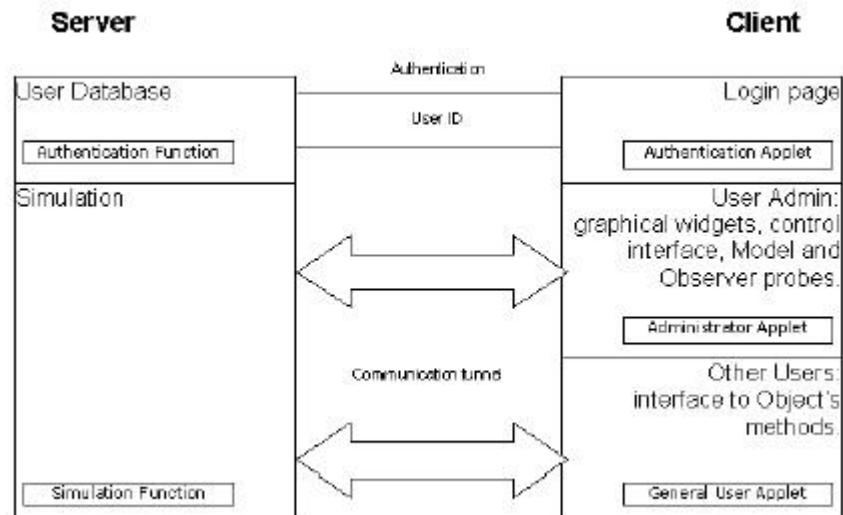 Server
Client
Authentication
User Database
Login page
User ID
Authentication Function
Authentication Applet
Simulation
User Admin:
graphical widgets, control
interface, Model and
Observer probes.
Administrator Applet
Communication tunnel
Other Users:
interface to Object's
methods.
Simulation Function
General User Applet